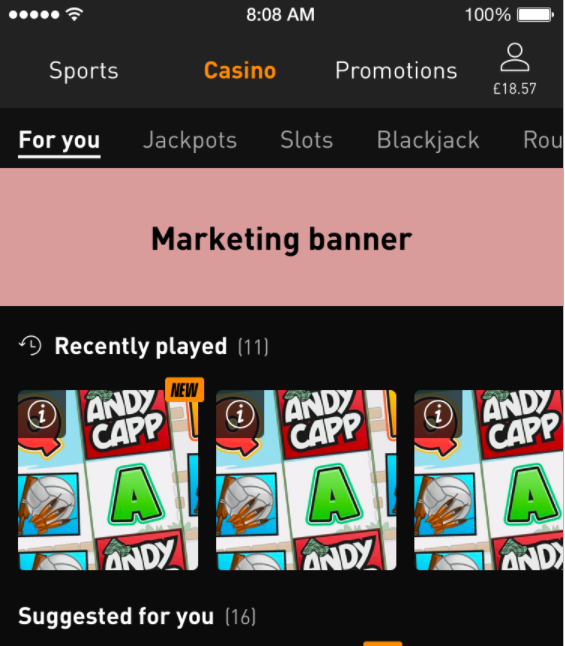 8:08 AM 100%
Sports Casino Promotions £18.57
For you Jackpots Slots Blackjack Rou
Marketing banner
Recently played (11)
NEW
i ANDY CAPP i ANDY CAPP i ANDY CAPP
A A A
ANDY ANDY ANDY
Suggested for you (16)